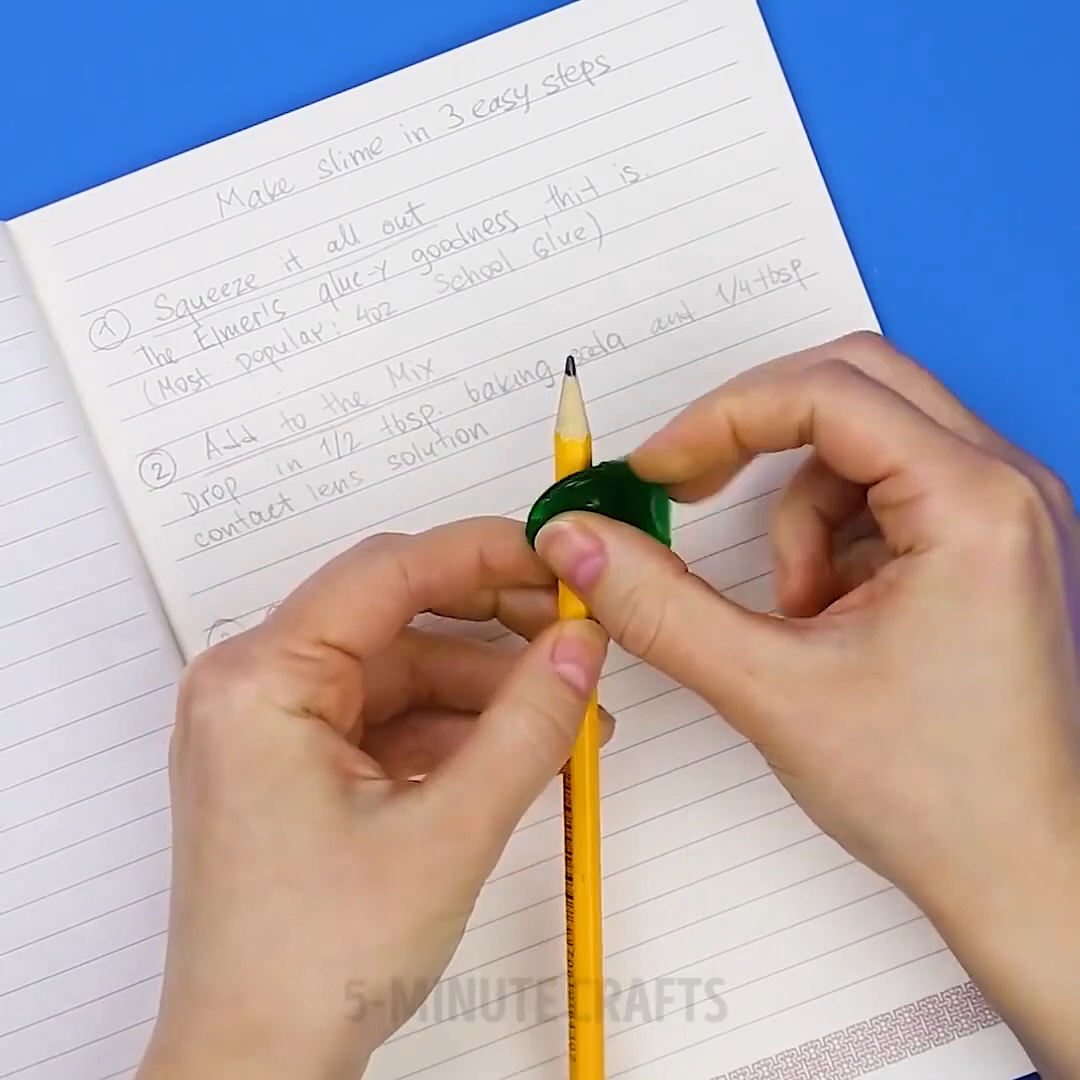 Make slime in 3 easy steps
① Squeeze it all out
The Elmer's glue-Y goodness, thit is.
(Most popular: 4oz School Glue)
② Add to the Mix
Drop in 1/2 tbsp. baking soda and 1/4 tbsp
contact lens solution
5-MINUTE CRAFTS